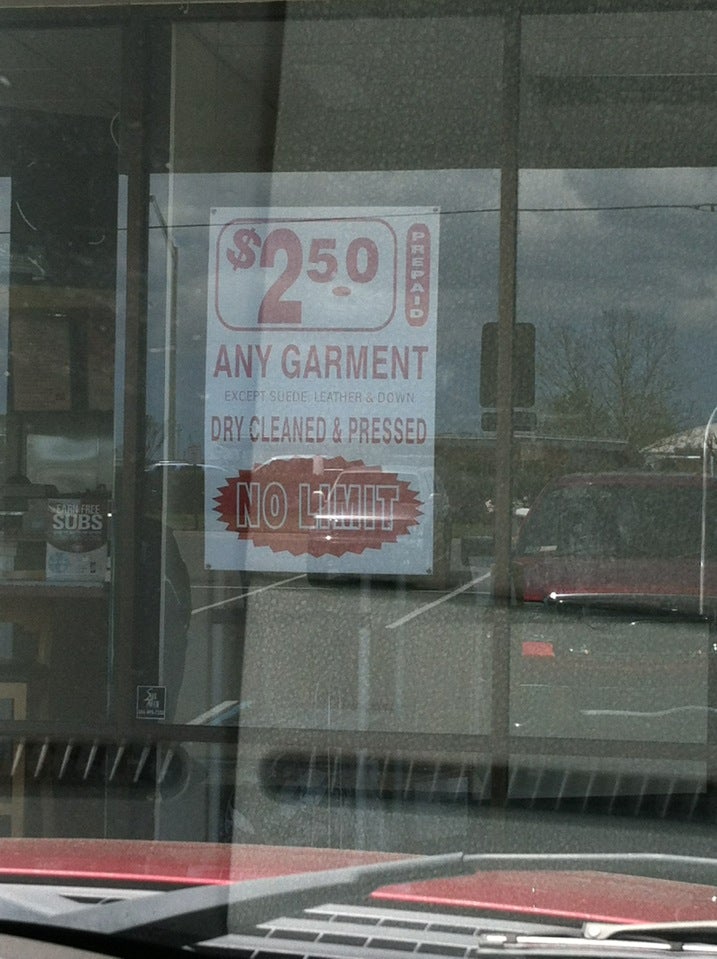 $2.50
PREPAID
ANY GARMENT
EXCEPT SUEDE, LEATHER & DOWN
DRY CLEANED & PRESSED
NO LIMIT
EARN FREE
SUBS